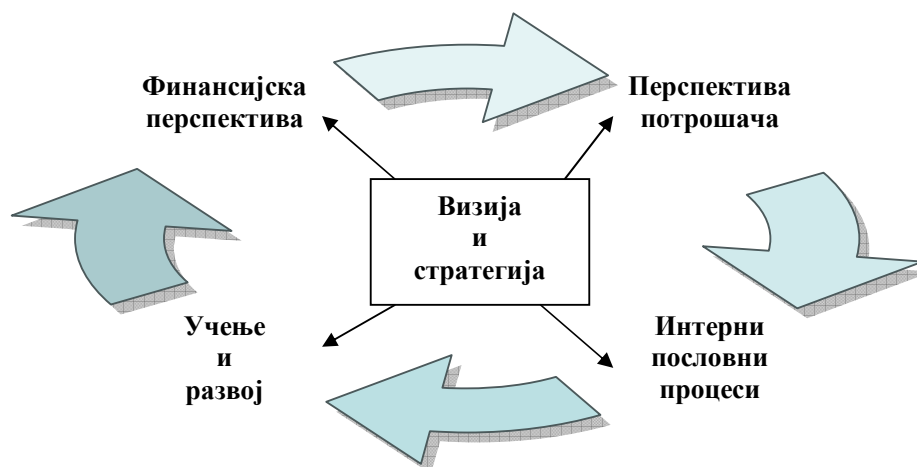 Финансијска
перспектива
Перспектива
потрошача
Визија
и
стратегија
Учење
и
развој
Интерни
пословни
процеси